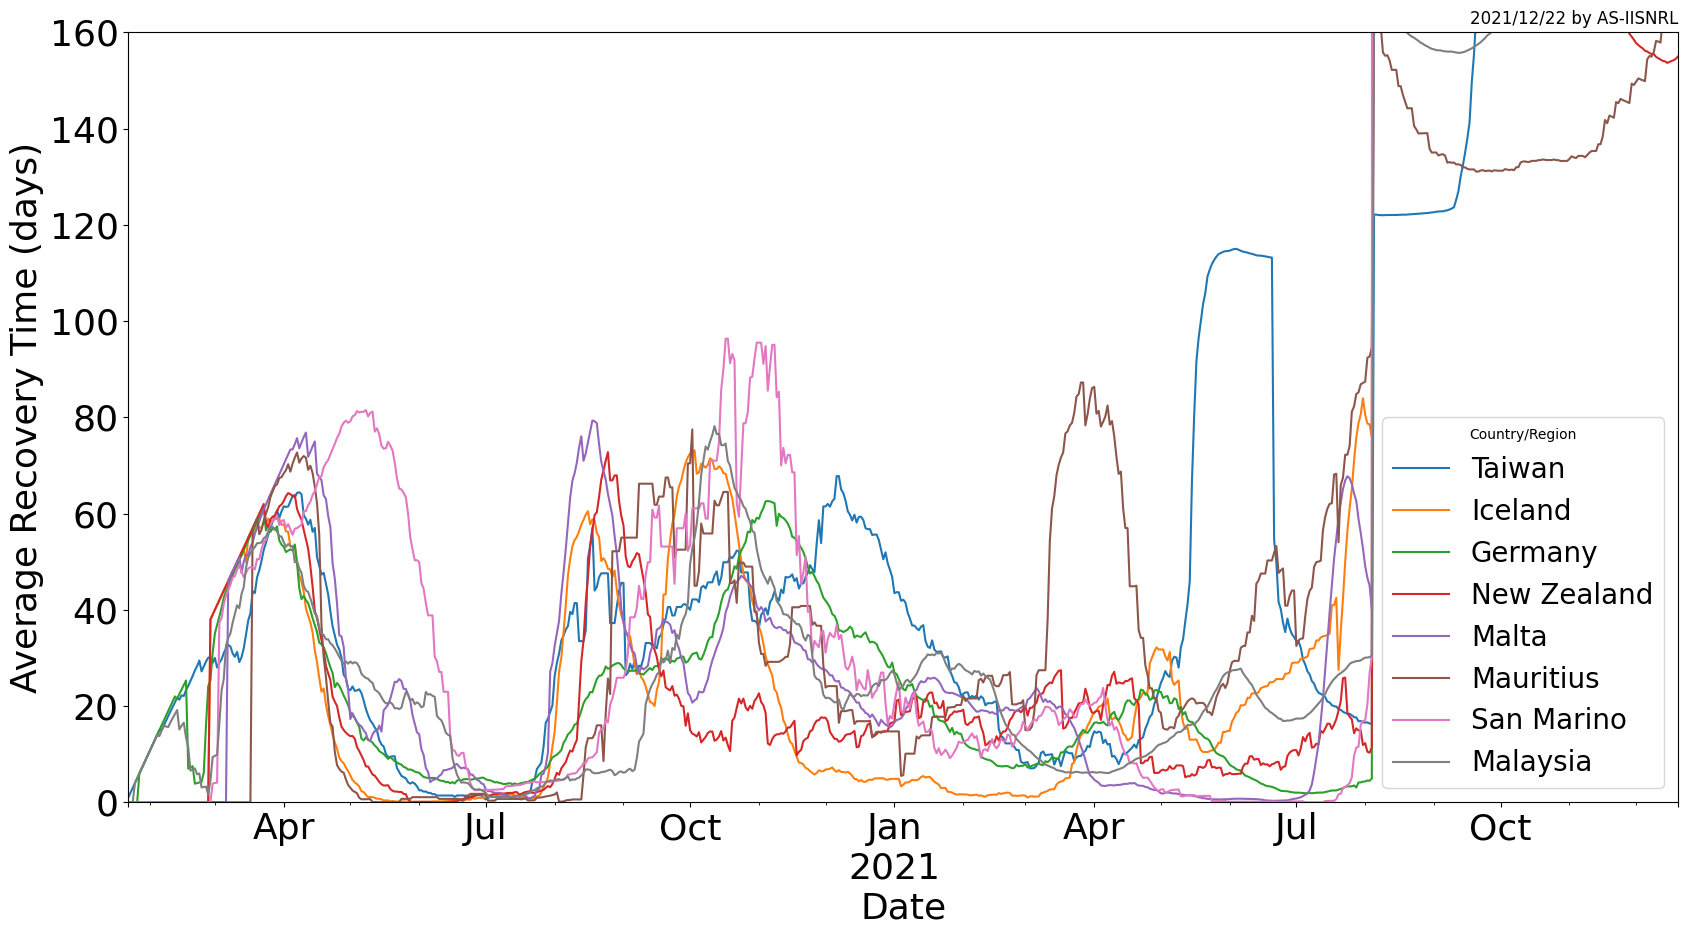 2021/12/22 by AS-IISNRL
Average Recovery Time (days)
160
140
120
100
80
60
40
20
0
Country/Region
Taiwan
Iceland
Germany
New Zealand
Malta
Mauritius
San Marino
Malaysia
Apr Jul Oct Jan Apr Jul Oct
2021
Date